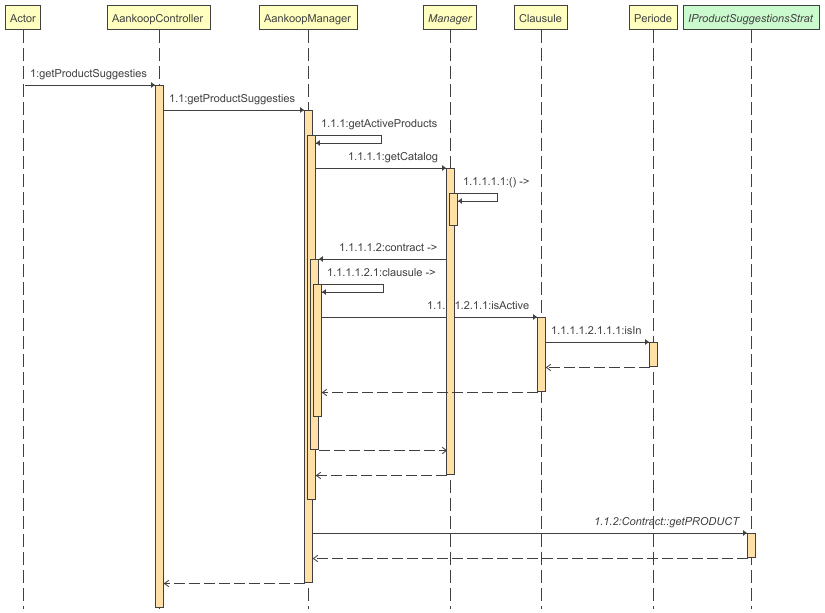 Actor
AankoopController
AankoopManager
Manager
Clausule
Periode
IProductSuggestionsStrat
1:getProductSuggesties
1.1:getProductSuggesties
1.1.1:getActiveProducts
1.1.1.1:getCatalog
1.1.1.1.1:() ->
1.1.1.1.2:contract ->
1.1.1.1.2.1:clausule ->
1.1.1.1.2.1.1:isActive
1.1.1.1.2.1.1.1:isIn
1.1.2:Contract::getPRODUCT